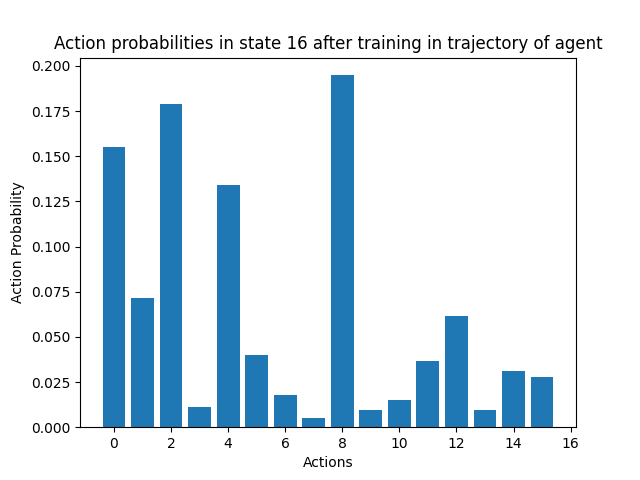 Action probabilities in state 16 after training in trajectory of agent
0.200
0.175
0.150
0.125
0.100
0.075
0.050
0.025
0.000
Action Probability
0 2 4 6 8 10 12 14 16
Actions